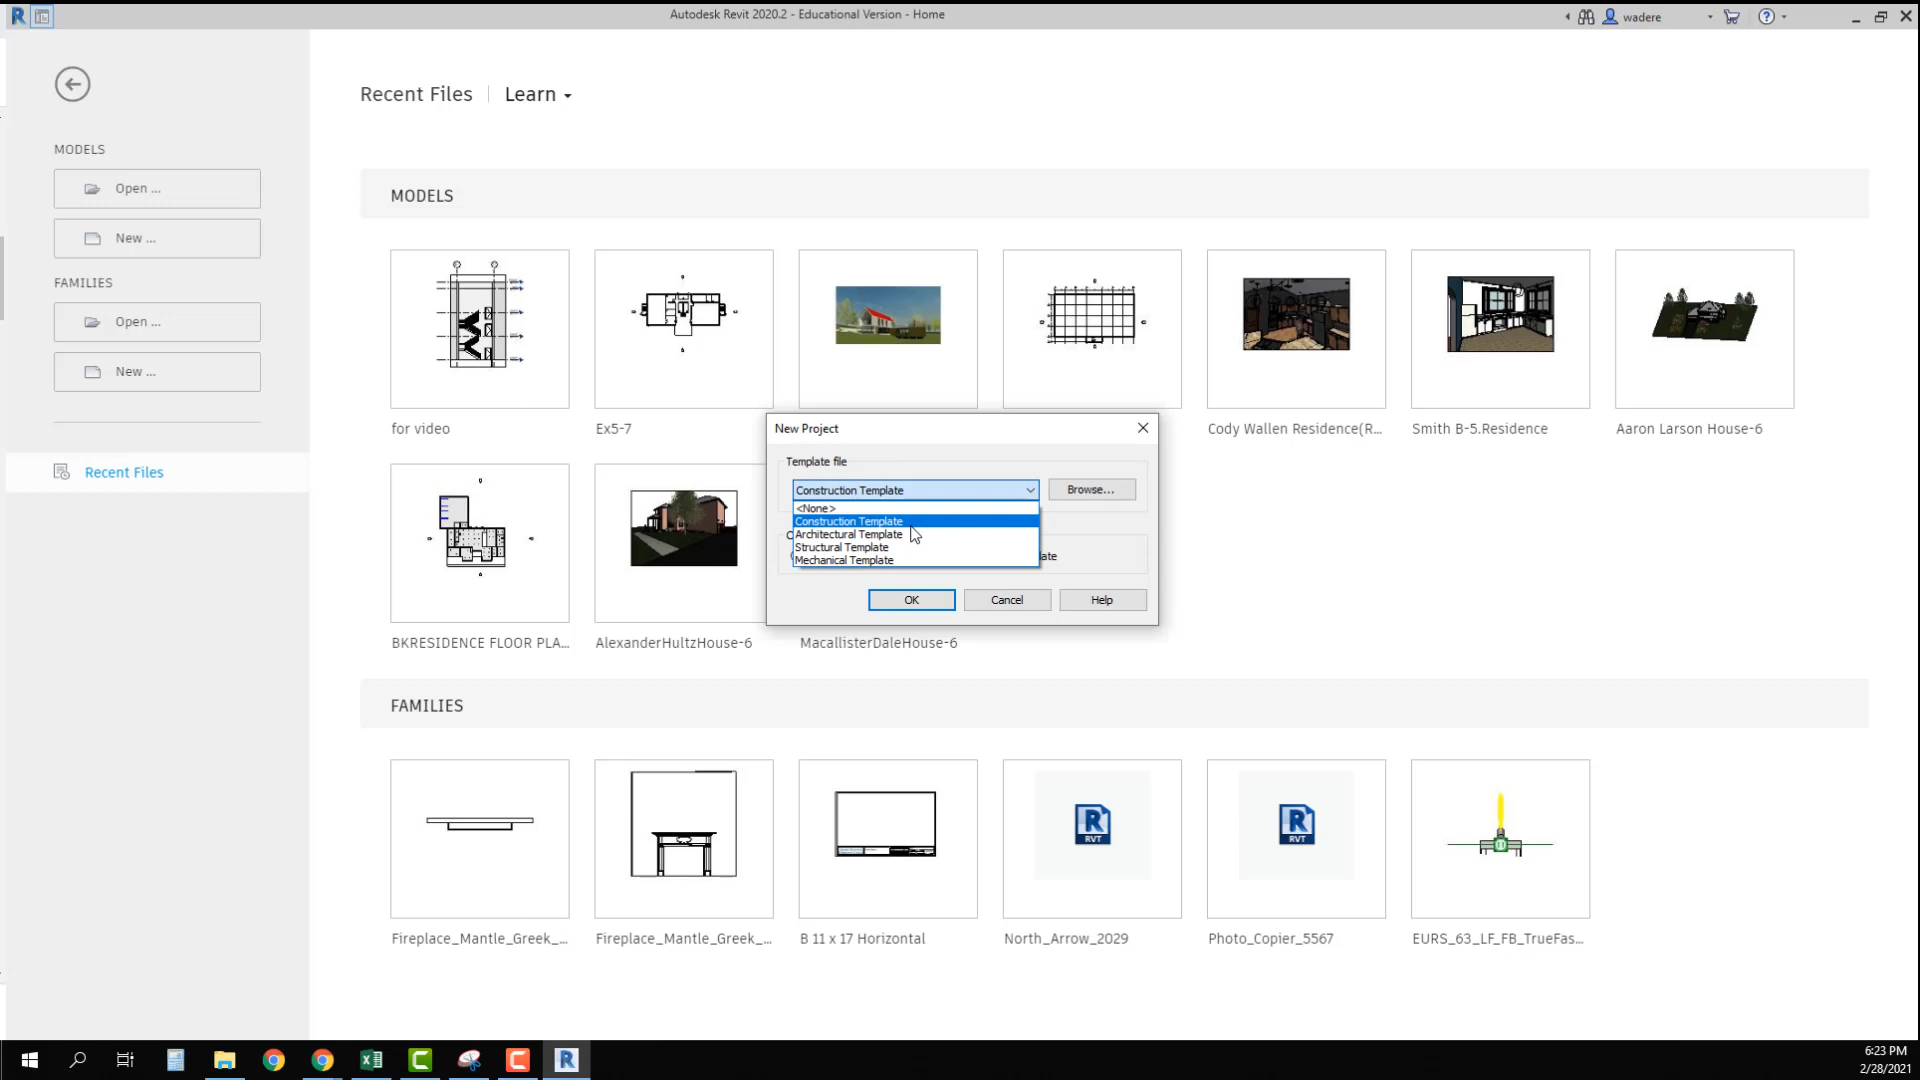 Autodesk Revit 2020.2 - Educational Version - Home
wadere
Recent Files
Learn
MODELS
Open ...
New ...
FAMILIES
Open ...
New ...
Recent Files
MODELS
for video
Ex5-7
Cody Wallen Residence(R...
Smith B-5.Residence
Aaron Larson House-6
New Project
Template file
Construction Template
Browse...
<None>
Construction Template
Architectural Template
Structural Template
Mechanical Template
OK
Cancel
Help
BKRESIDENCE FLOOR PLA...
AlexanderHultzHouse-6
MacallisterDaleHouse-6
FAMILIES
RVT
RVT
Fireplace_Mantle_Greek_...
Fireplace_Mantle_Greek_...
B 11 x 17 Horizontal
North_Arrow_2029
Photo_Copier_5567
EURS_63_LF_FB_TrueFas...
6:23 PM
2/28/2021